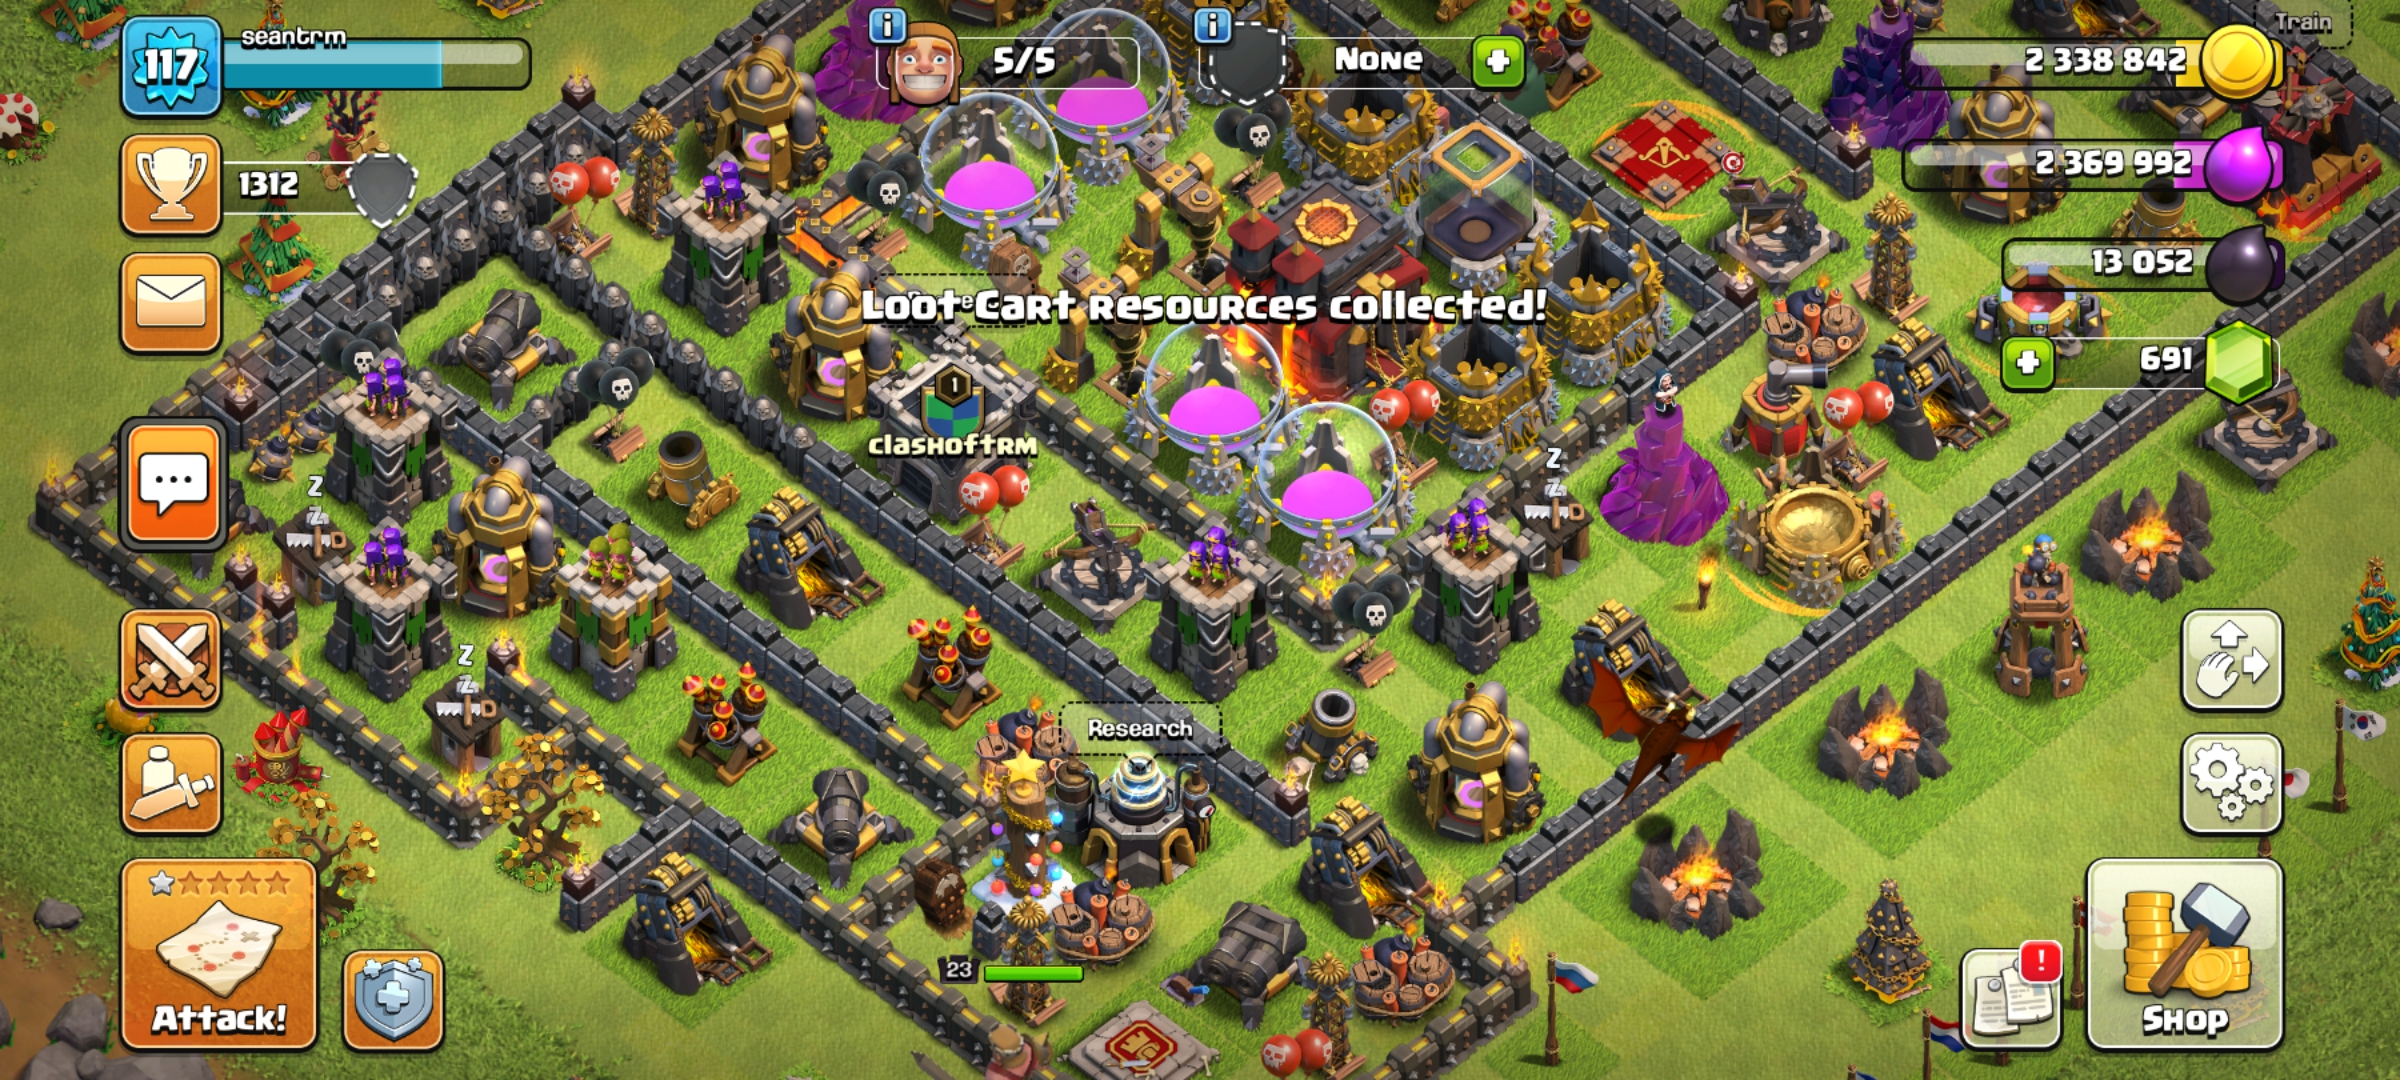 Train
seantrm
117
5/5
None
2 338 842
1312
2 369 992
13 052
Loot Cart resources collected!
691
1
clashoftrm
Z
Z
Z
Z
Z
Z
Research
23
Attack!
!
Shop